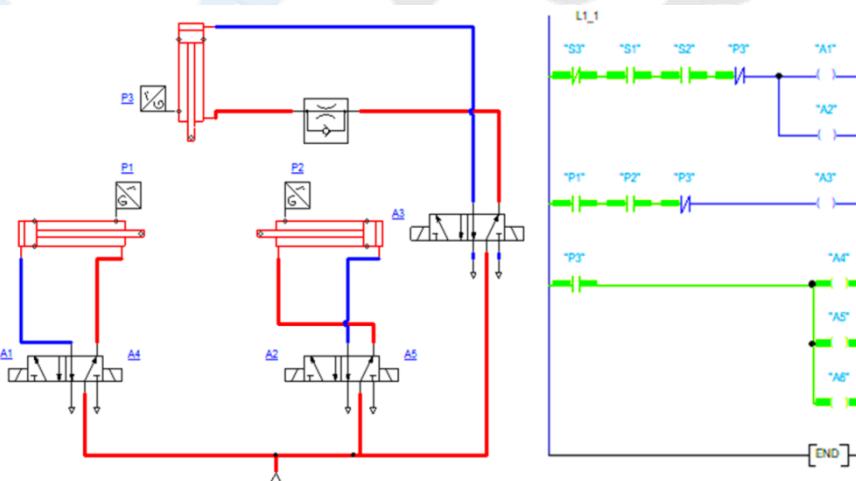 L1_1
"S3" "S1" "S2" "P3" "A1"
"A2"
P3
P1 P2
"P1" "P2" "P3" "A3"
A3
"P3" "A4"
"A5"
A1 A4 A2 A5
"A6"
END